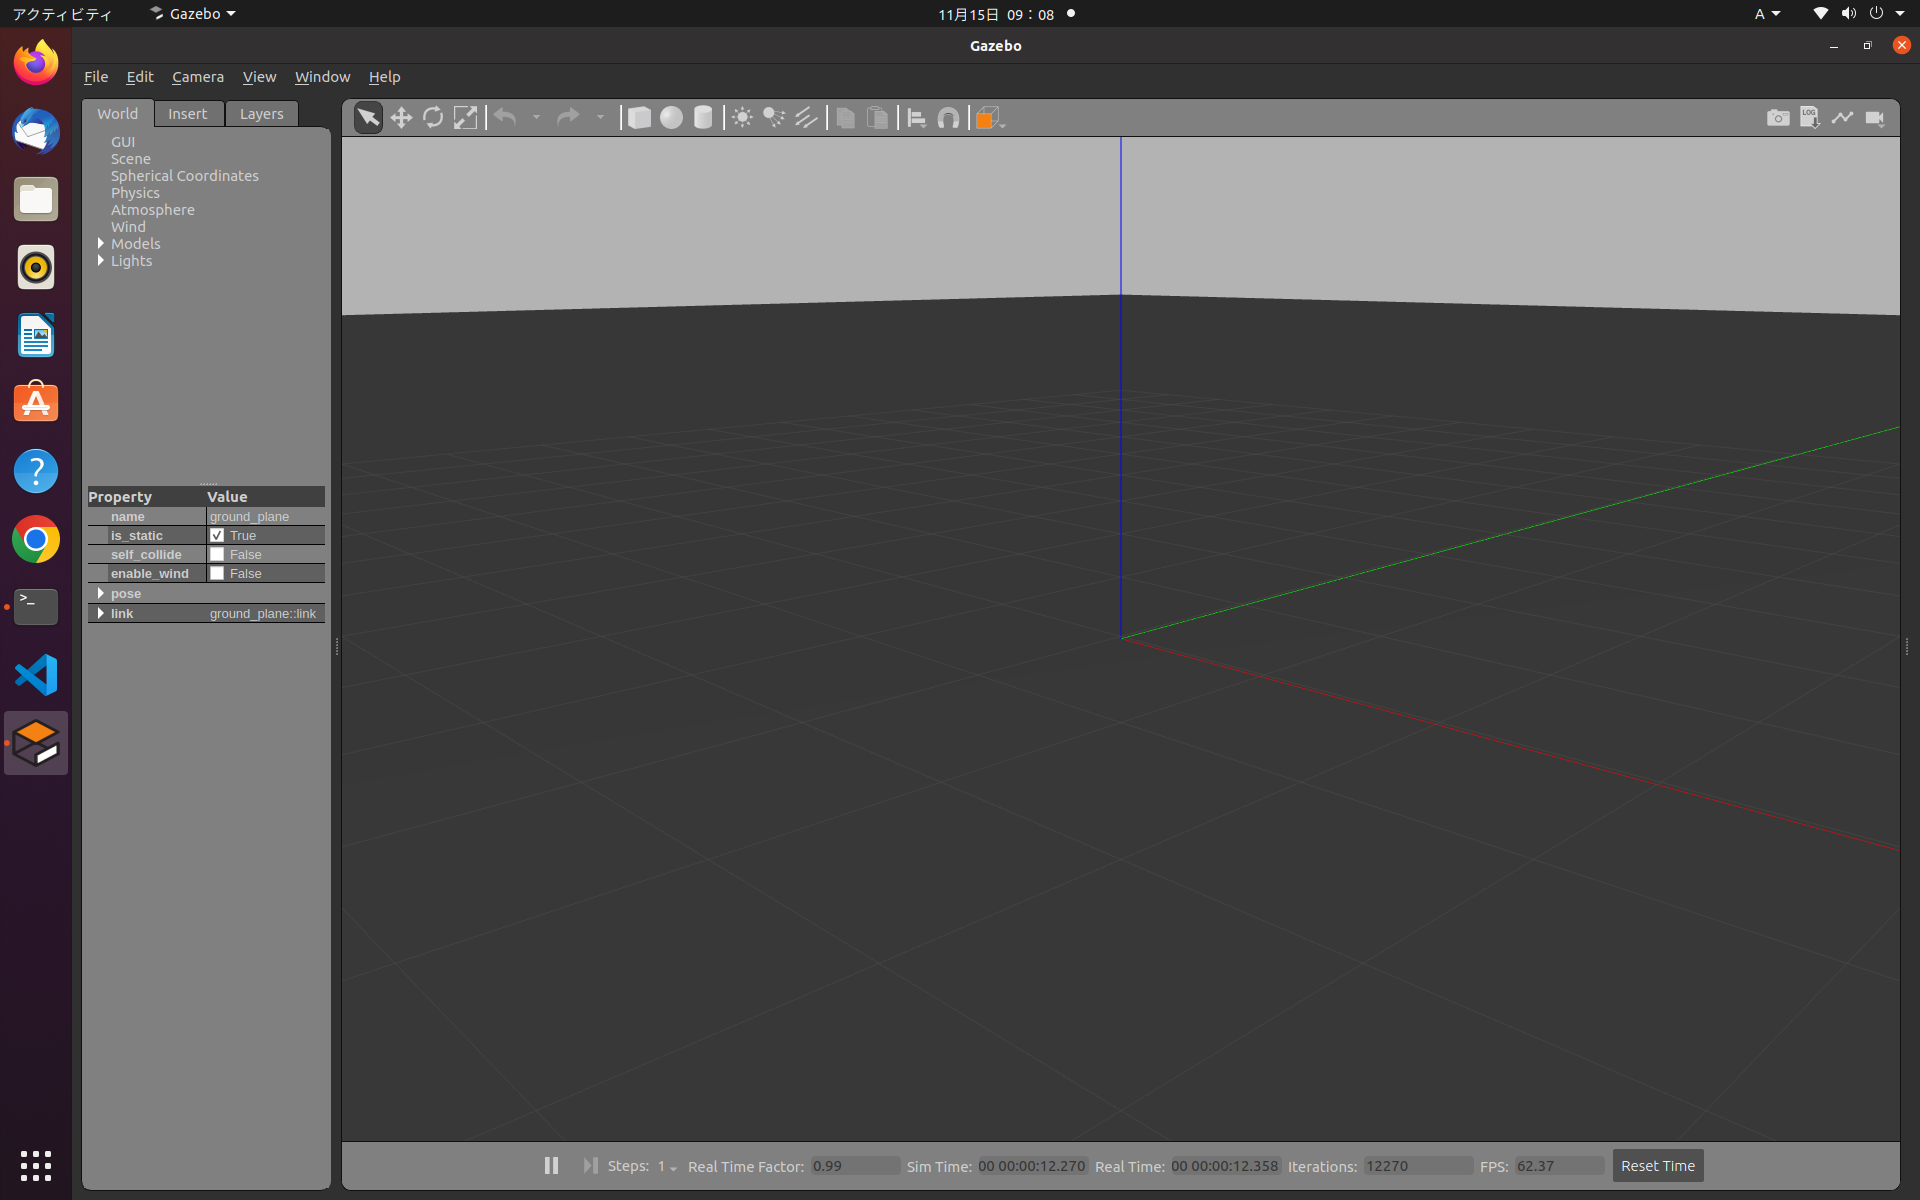 アクティビティ Gazebo 11月15日 09：08 A
Gazebo
File Edit Camera View Window Help
World Insert Layers
LOG
GUI
Scene
Spherical Coordinates
Physics
Atmosphere
Wind
Models
Lights
Property Value
name ground_plane
is_static True
self_collide False
enable_wind False
pose
link ground_plane::link
Steps: 1 Real Time Factor: 0.99 Sim Time: 00 00:00:12.270 Real Time: 00 00:00:12.358 Iterations: 12270 FPS: 62.37 Reset Time